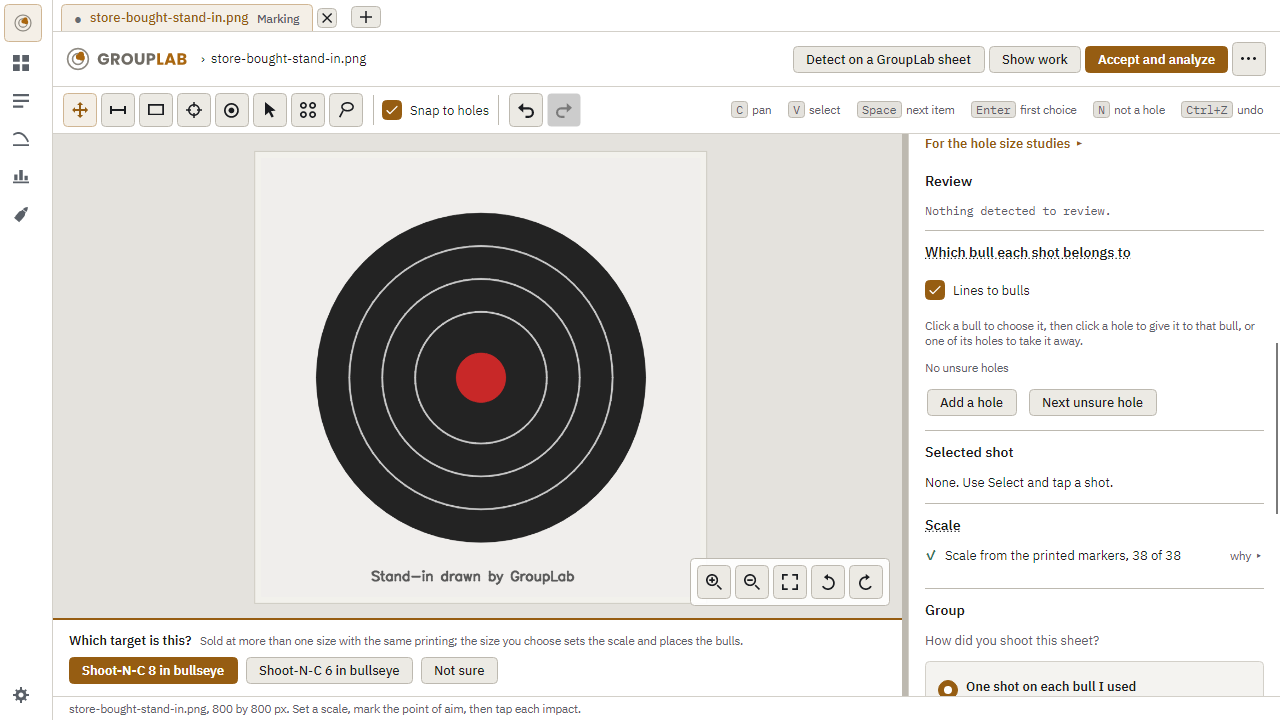 store-bought-stand-in.png Marking
GROUPLAB › store-bought-stand-in.png
Detect on a GroupLab sheet
Show work
Accept and analyze
Snap to holes
C pan
V select
Space next item
Enter first choice
N not a hole
Ctrl+Z undo
For the hole size studies
Review
Nothing detected to review.
Which bull each shot belongs to
Lines to bulls
Click a bull to choose it, then click a hole to give it to that bull, or
one of its holes to take it away.
No unsure holes
Add a hole
Next unsure hole
Selected shot
None. Use Select and tap a shot.
Scale
Scale from the printed markers, 38 of 38
why
Group
How did you shoot this sheet?
One shot on each bull I used
Stand-in drawn by GroupLab
Which target is this? Sold at more than one size with the same printing; the size you choose sets the scale and places the bulls.
Shoot-N-C 8 in bullseye
Shoot-N-C 6 in bullseye
Not sure
store-bought-stand-in.png, 800 by 800 px. Set a scale, mark the point of aim, then tap each impact.